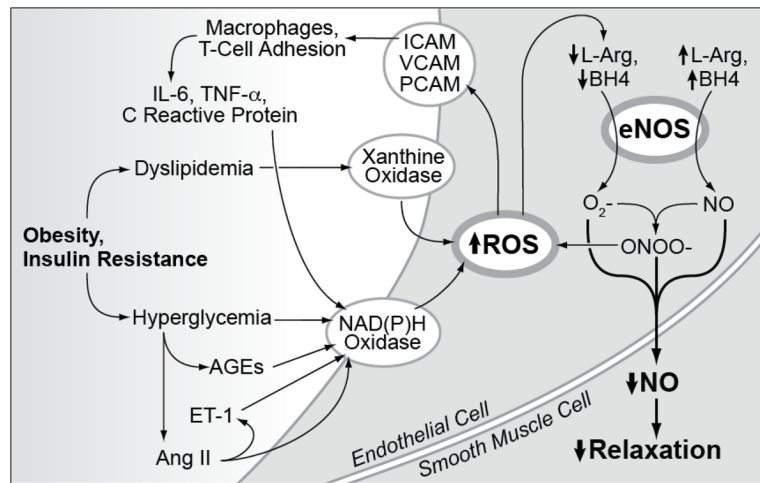 Macrophages,
T-Cell Adhesion
ICAM
VCAM
PCAM
↓L-Arg,
↓BH4
↑L-Arg,
↑BH4
IL-6, TNF-α,
C Reactive Protein
eNOS
Dyslipidemia
Xanthine
Oxidase
O₂-
NO
Obesity,
Insulin Resistance
↑ROS
ONOO-
Hyperglycemia
NAD(P)H
Oxidase
AGEs
ET-1
Ang II
↓NO
↓Relaxation
Endothelial Cell
Smooth Muscle Cell